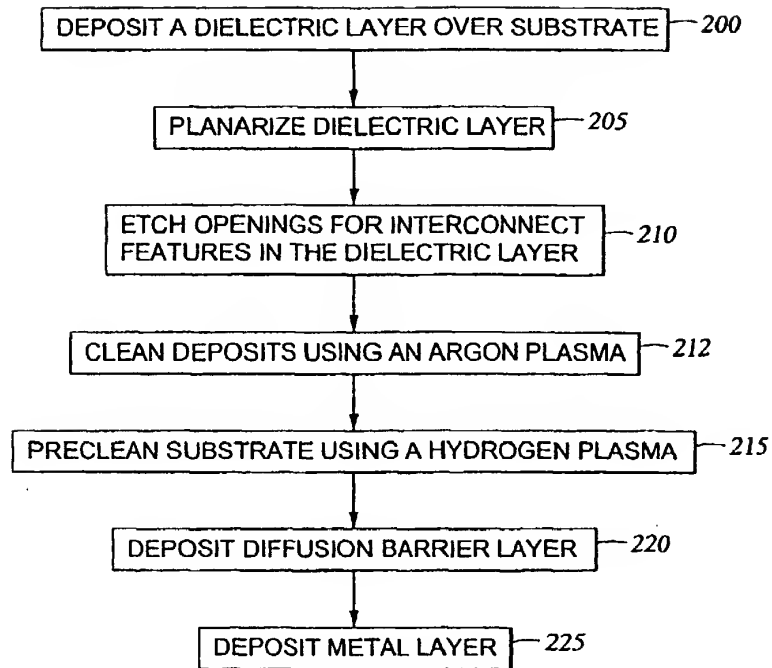 DEPOSIT A DIELECTRIC LAYER OVER SUBSTRATE 200
PLANARIZE DIELECTRIC LAYER 205
ETCH OPENINGS FOR INTERCONNECT
FEATURES IN THE DIELECTRIC LAYER 210
CLEAN DEPOSITS USING AN ARGON PLASMA 212
PRECLEAN SUBSTRATE USING A HYDROGEN PLASMA 215
DEPOSIT DIFFUSION BARRIER LAYER 220
DEPOSIT METAL LAYER 225